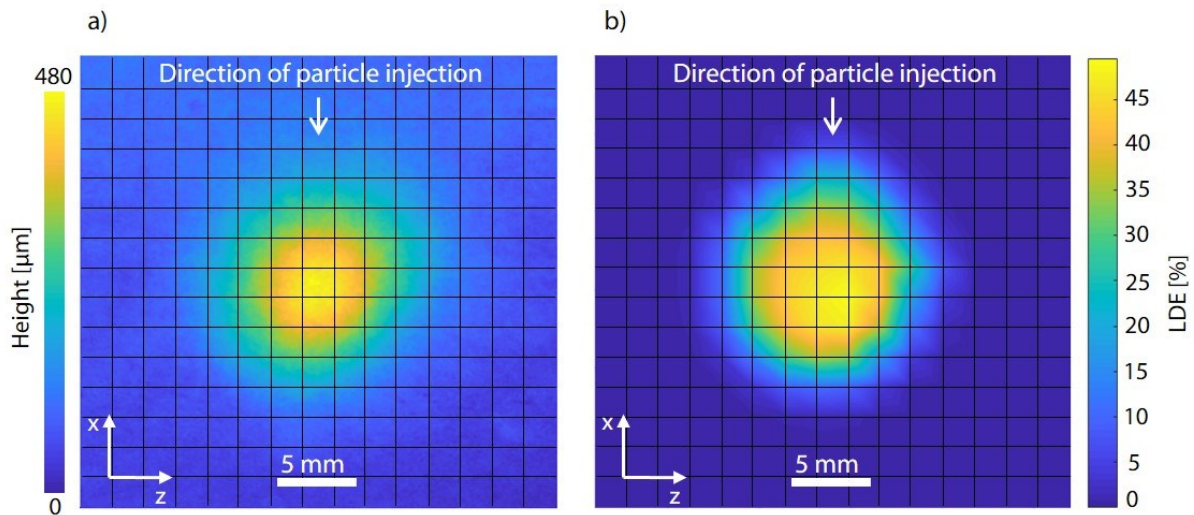 a)
480
Height [µm]
0
Direction of particle injection
x
z
5 mm
b)
Direction of particle injection
x
z
5 mm
45
40
35
30
25
20
15
10
5
0
LDE [%]